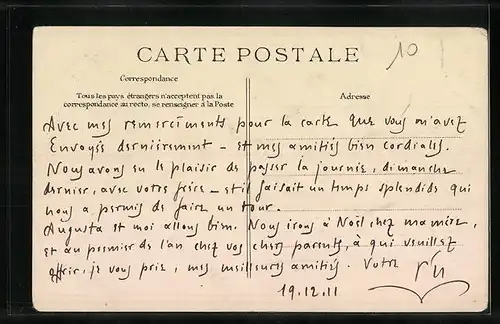 10
CARTE POSTALE
Correspondance
Tous les pays étrangers n'acceptent pas la
correspondance au recto, se renseigner à la Poste
Adresse
Avec mes remerciments pour la carte que vous m'avez
Envoyée dernièrement - et mes amitiés bien cordiales.
Nous avons eu le plaisir de passer la journée, dimanche
dernier, avec votre frère - et il faisait un temps splendide qui
nous a permis de faire un tour.
Augusta et moi allons bien. Nous irons à Noël chez ma mère,
et au premier de l'an chez vos chers parents, à qui veuillez
offrir, je vous prie, mes meilleures amitiés. Votre
19.12.11